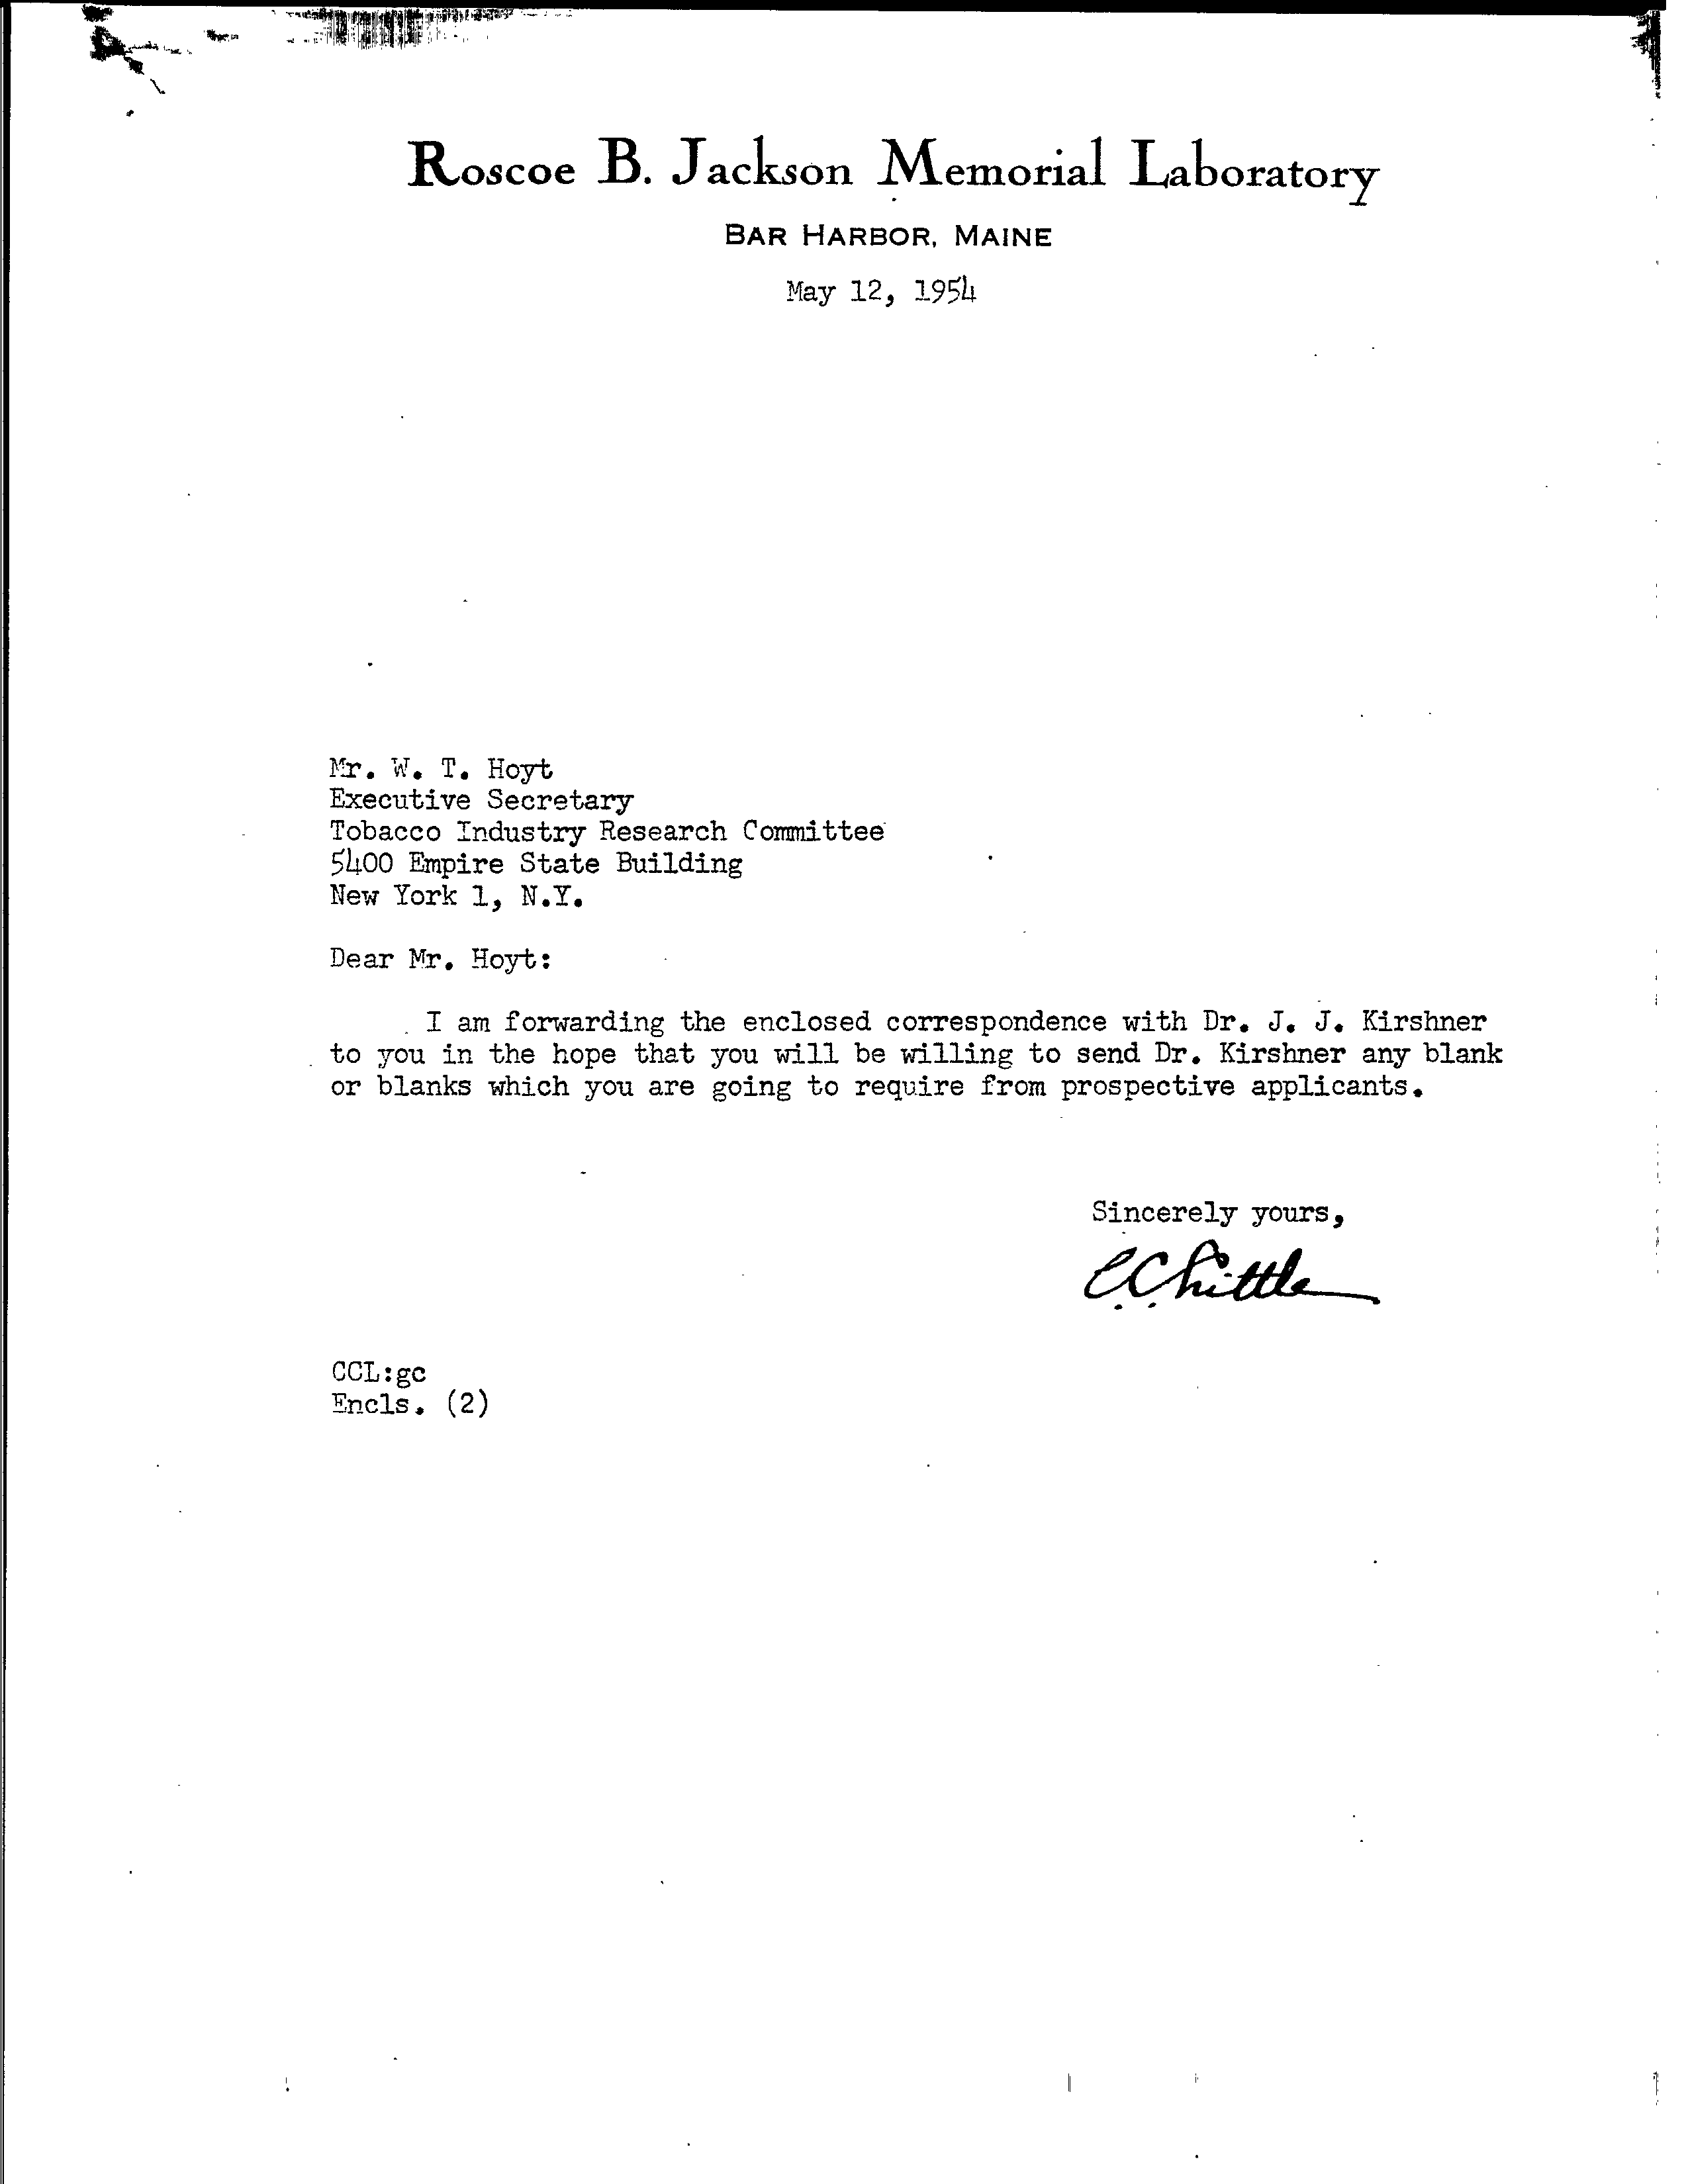 Roscoe B. Jackson Memorial Laboratory
BAR HARBOR, MAINE
May 12, 1954
Mr. W. T. Hoyt
Executive Secretary
Tobacco Industry Research Committee
5400 Empire State Building
New York 1, N.Y.
Dear Mr. Hoyt:
I am forwarding the enclosed correspondence with Dr. J. J. Kirshner
to you in the hope that you will be willing to send Dr. Kirshner any blank
or blanks which you are going to require from prospective applicants.
Sincerely yours,
C.C. Little
CCL:gc
Encls. (2)